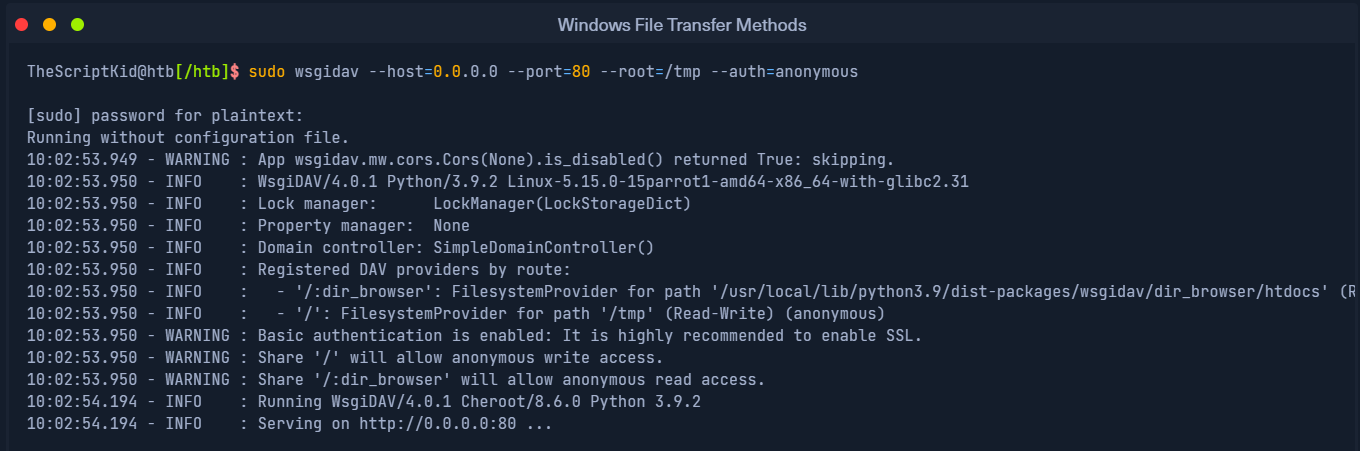 Windows File Transfer Methods
TheScriptKid@htb[/htb]$ sudo wsgidav --host=0.0.0.0 --port=80 --root=/tmp --auth=anonymous
[sudo] password for plaintext:
Running without configuration file.
10:02:53.949 - WARNING : App wsgidav.mw.cors.Cors(None).is_disabled() returned True: skipping.
10:02:53.950 - INFO    : WsgiDAV/4.0.1 Python/3.9.2 Linux-5.15.0-15parrot1-amd64-x86_64-with-glibc2.31
10:02:53.950 - INFO    : Lock manager:      LockManager(LockStorageDict)
10:02:53.950 - INFO    : Property manager:  None
10:02:53.950 - INFO    : Domain controller: SimpleDomainController()
10:02:53.950 - INFO    : Registered DAV providers by route:
10:02:53.950 - INFO    :   - '/:dir_browser': FilesystemProvider for path '/usr/local/lib/python3.9/dist-packages/wsgidav/dir_browser/htdocs' (R
10:02:53.950 - INFO    :   - '/': FilesystemProvider for path '/tmp' (Read-Write) (anonymous)
10:02:53.950 - WARNING : Basic authentication is enabled: It is highly recommended to enable SSL.
10:02:53.950 - WARNING : Share '/' will allow anonymous write access.
10:02:53.950 - WARNING : Share '/:dir_browser' will allow anonymous read access.
10:02:54.194 - INFO    : Running WsgiDAV/4.0.1 Cheroot/8.6.0 Python 3.9.2
10:02:54.194 - INFO    : Serving on http://0.0.0.0:80 ...